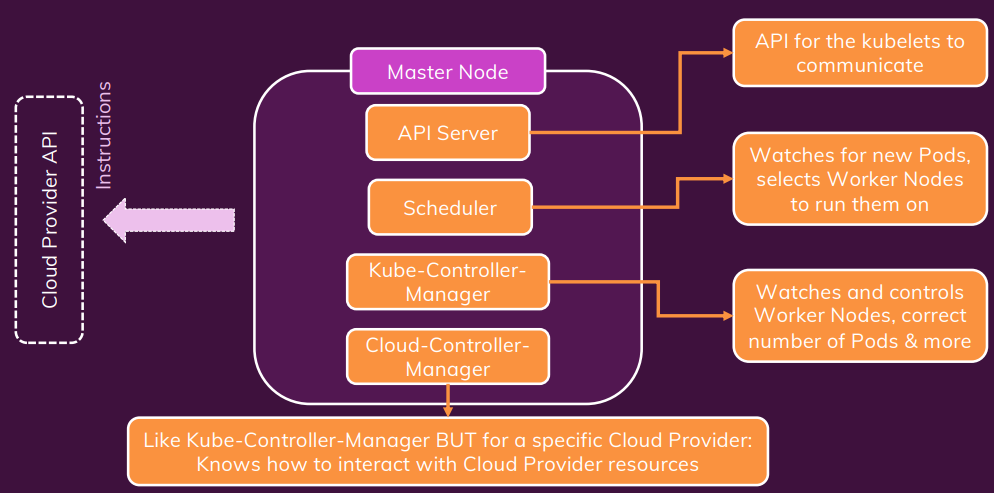 Cloud Provider API
Instructions
Master Node
API Server
Scheduler
Kube-Controller-
Manager
Cloud-Controller-
Manager
API for the kubelets to
communicate
Watches for new Pods,
selects Worker Nodes
to run them on
Watches and controls
Worker Nodes, correct
number of Pods & more
Like Kube-Controller-Manager BUT for a specific Cloud Provider:
Knows how to interact with Cloud Provider resources